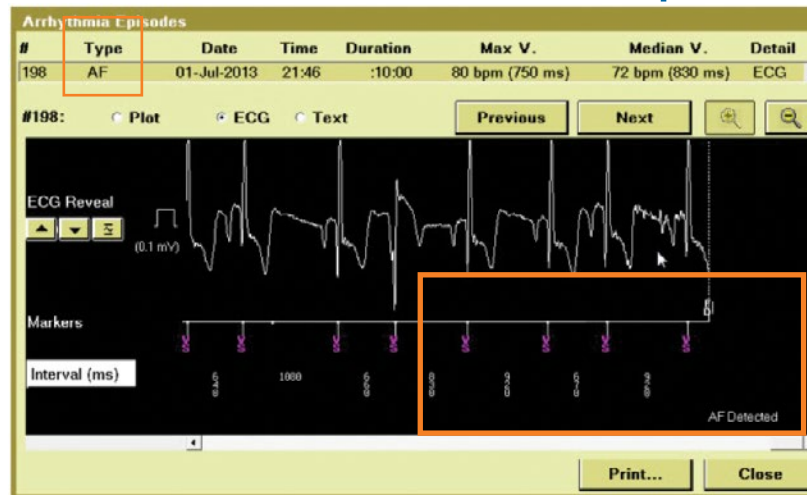 Arrhythmia Episodes
# Type Date Time Duration Max V. Median V. Detail
198 AF 01-Jul-2013 21:46 :10:00 80 bpm (750 ms) 72 bpm (830 ms) ECG
#198: Plot ECG Text Previous Next
ECG Reveal
(0.1 mV)
Markers
Interval (ms) 1080
AF Detected
Print... Close